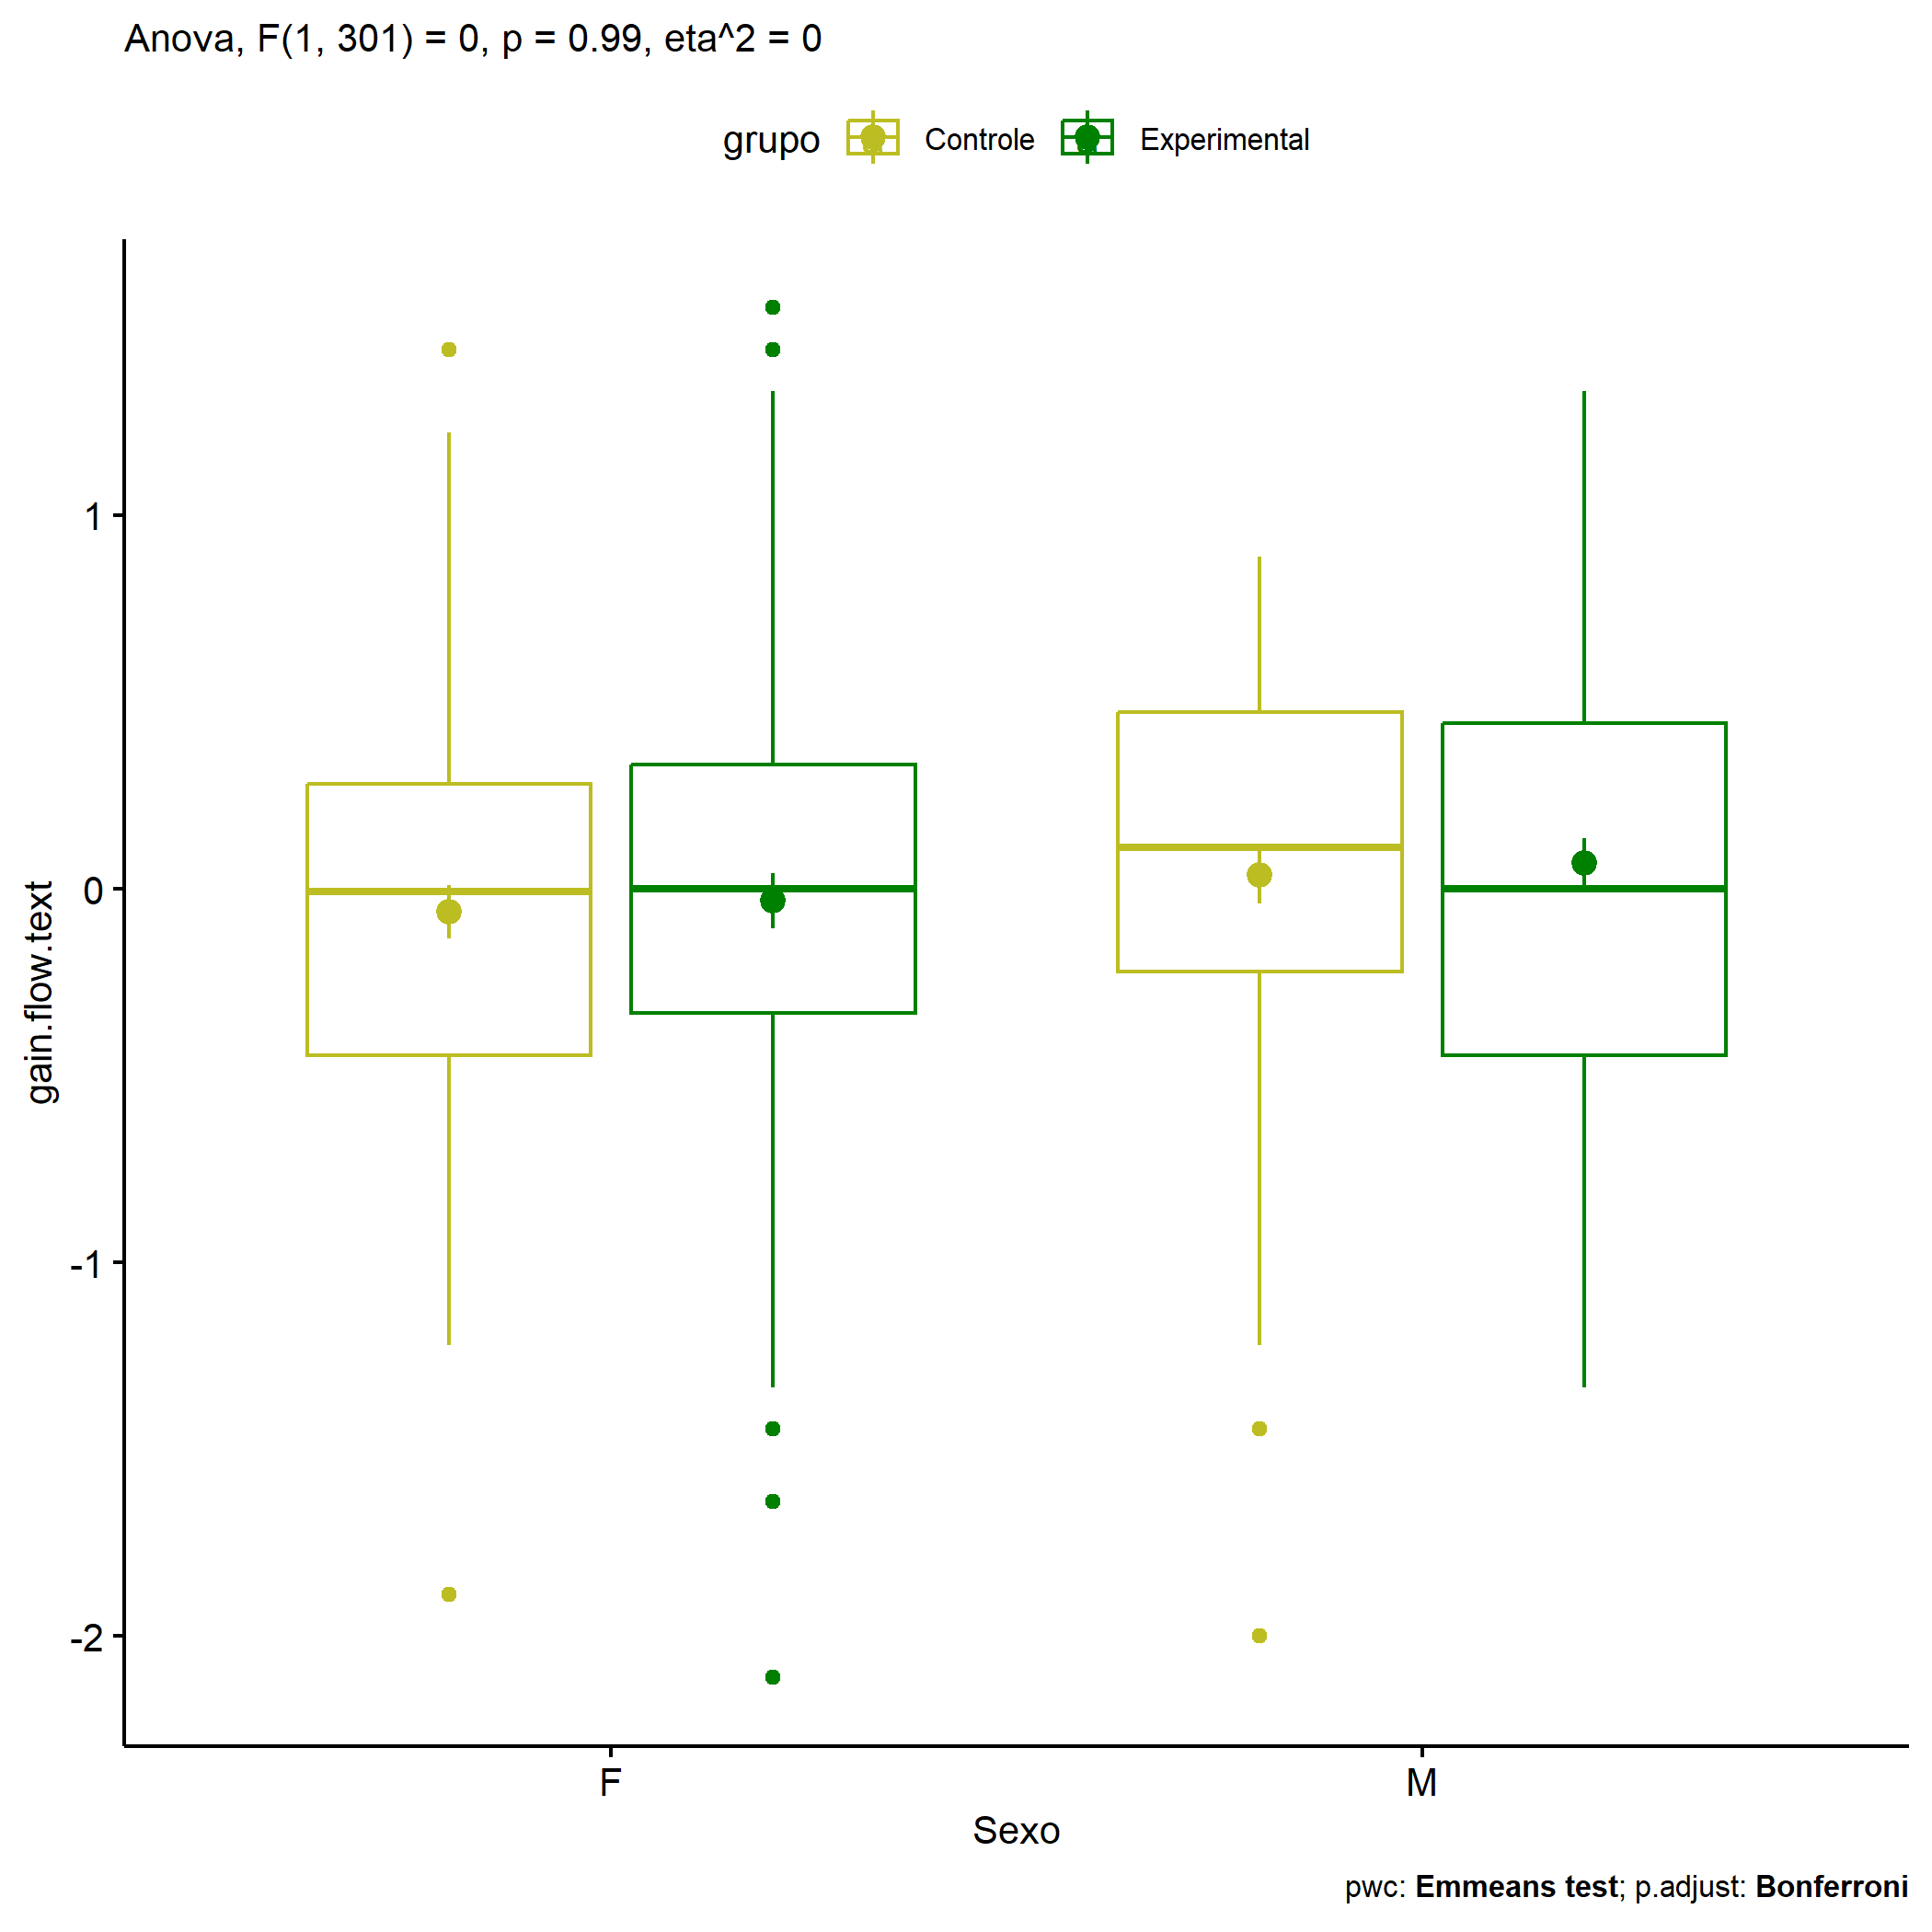 Anova, F(1, 301) = 0, p = 0.99, eta^2 = 0
grupo Controle Experimental
gain.flow.text
1
0
-1
-2
F M
Sexo
pwc: Emmeans test; p.adjust: Bonferroni